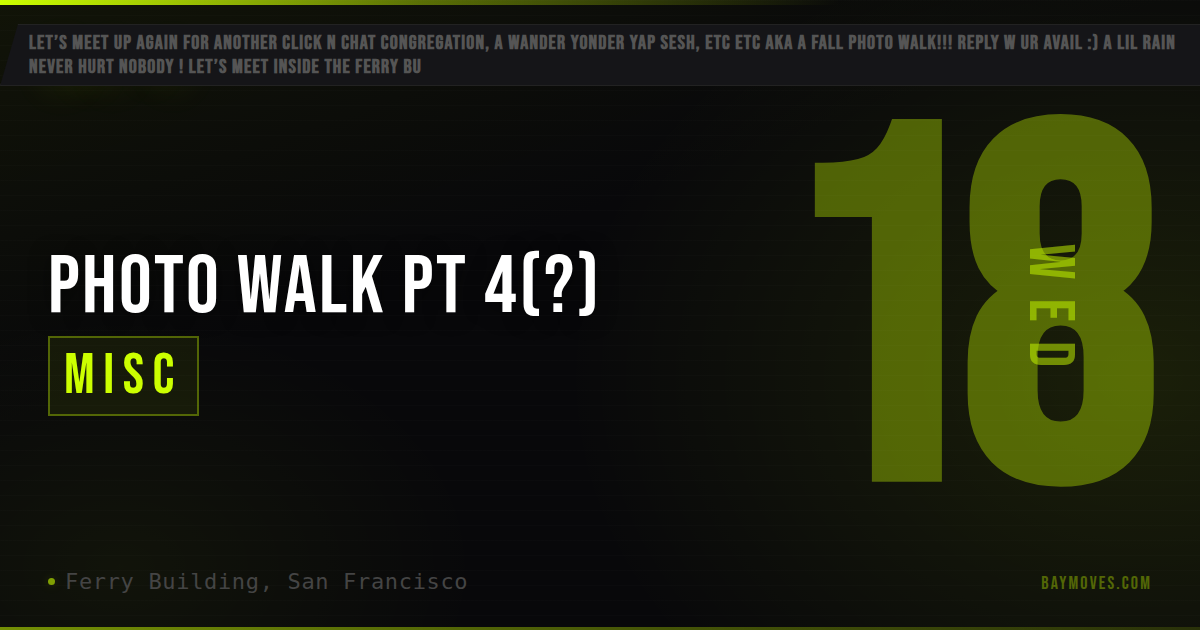 LET'S MEET UP AGAIN FOR ANOTHER CLICK N CHAT CONGREGATION, A WANDER YONDER YAP SESH, ETC ETC AKA A FALL PHOTO WALK!!! REPLY W UR AVAIL :) A LIL RAIN
NEVER HURT NOBODY ! LET'S MEET INSIDE THE FERRY BU
PHOTO WALK PT 4(?)
MISC
18
WED
Ferry Building, San Francisco
BAYMOVES.COM